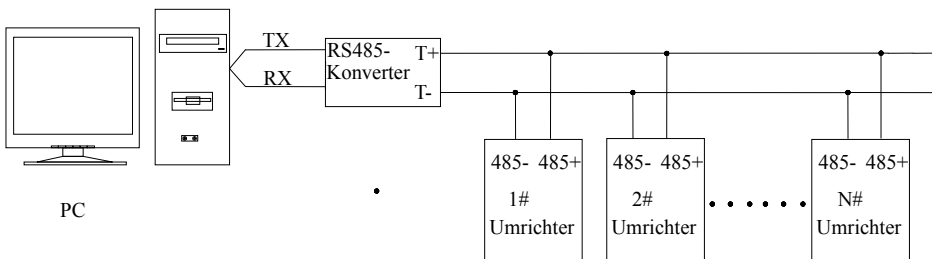 TX
RX
RS485-
Konverter
T+
T-
485- 485+
1#
Umrichter
485- 485+
2#
Umrichter
485- 485+
N#
Umrichter
PC